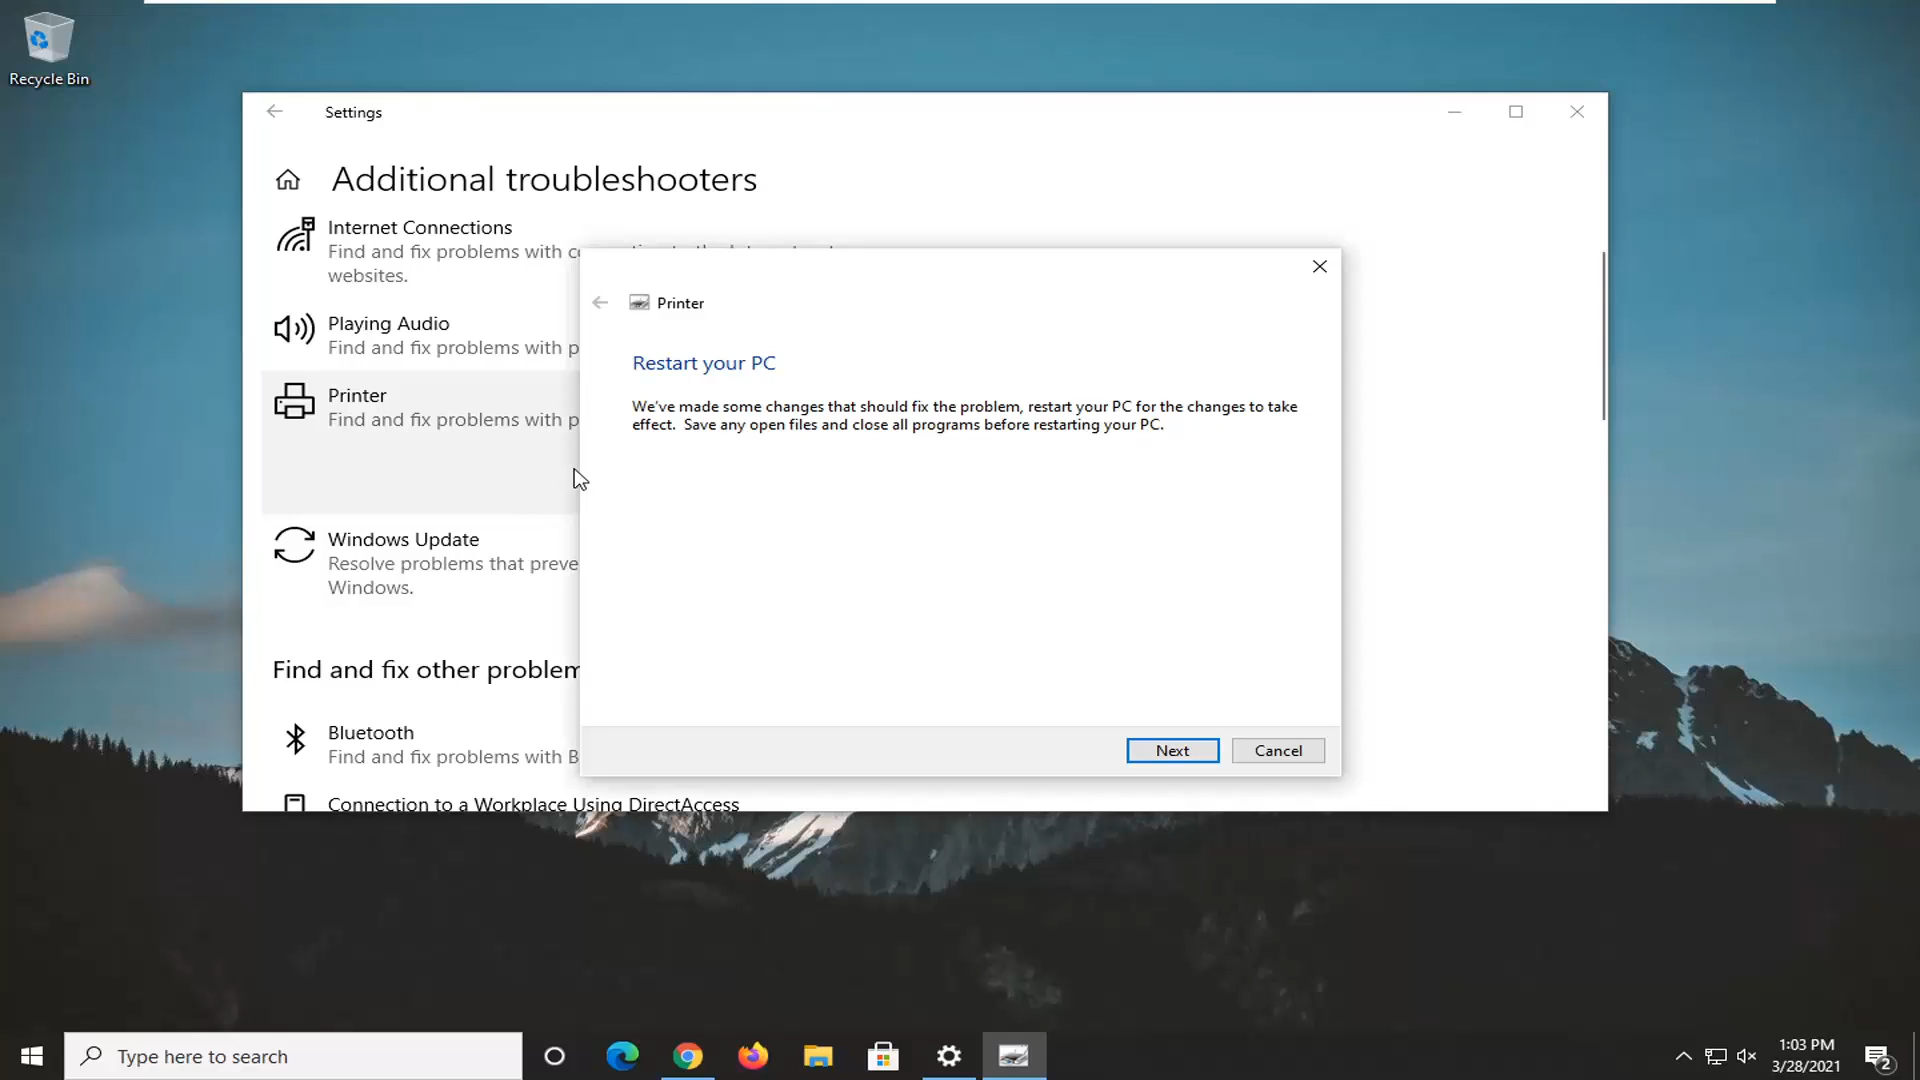 Recycle Bin
Settings
Additional troubleshooters
Internet Connections
Find and fix problems with
websites.
Playing Audio
Find and fix problems with p
Printer
Find and fix problems with p
Windows Update
Resolve problems that preve
Windows.
Find and fix other problem
Bluetooth
Find and fix problems with B
Connection to a Workplace Using DirectAccess
Printer
Restart your PC
We've made some changes that should fix the problem, restart your PC for the changes to take
effect.  Save any open files and close all programs before restarting your PC.
Next
Cancel
Type here to search
1:03 PM
3/28/2021
2